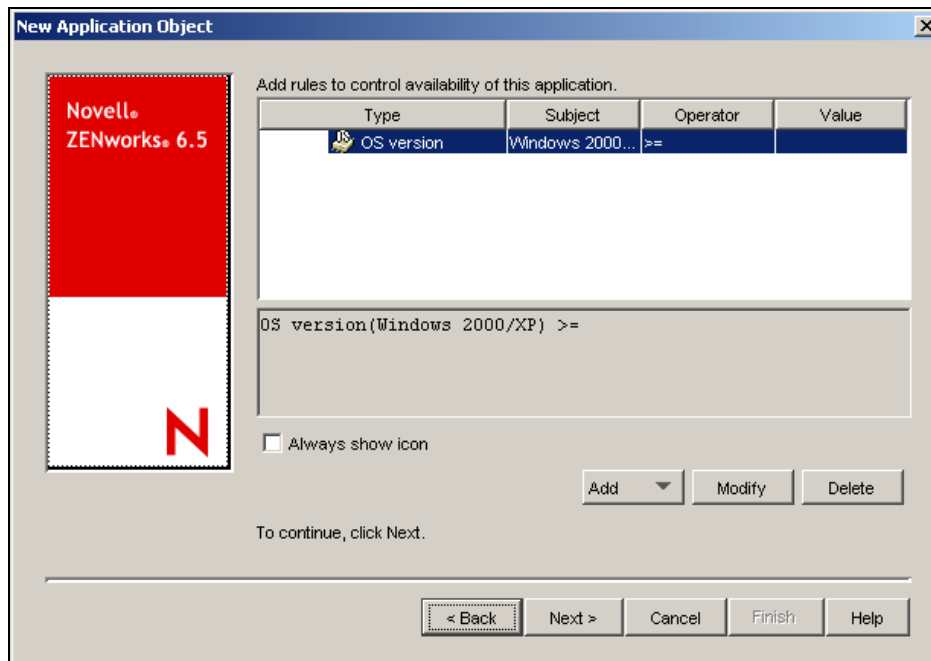 New Application Object
Novell®
ZENworks® 6.5
Add rules to control availability of this application.
Type Subject Operator Value
OS version Windows 2000... >=
OS version(Windows 2000/XP) >=
Always show icon
Add Modify Delete
To continue, click Next.
< Back Next > Cancel Finish Help